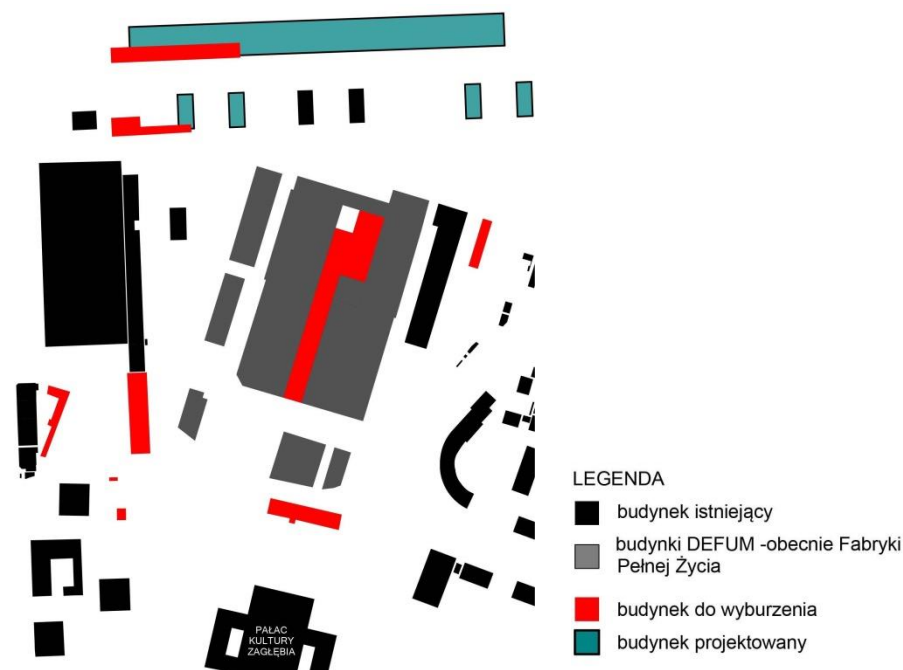 PAŁAC
KULTURY
ZAGŁĘBIA
LEGENDA
budynek istniejący
budynki DEFUM -obecnie Fabryki
Pełnej Życia
budynek do wyburzenia
budynek projektowany